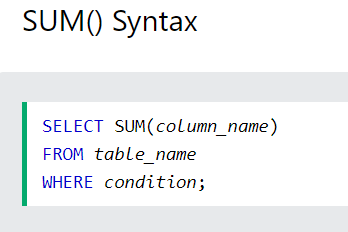 SUM() Syntax
SELECT SUM(column_name)
FROM table_name
WHERE condition;